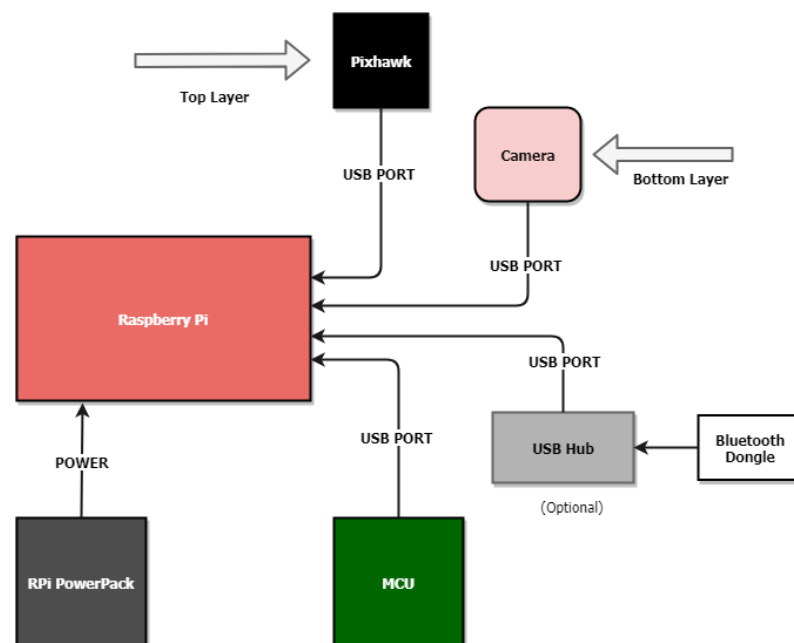 Pixhawk
Top Layer
Camera
USB PORT
Bottom Layer
USB PORT
Raspberry Pi
USB PORT
USB PORT
Bluetooth
Dongle
USB Hub
POWER
(Optional)
RPi PowerPack
MCU